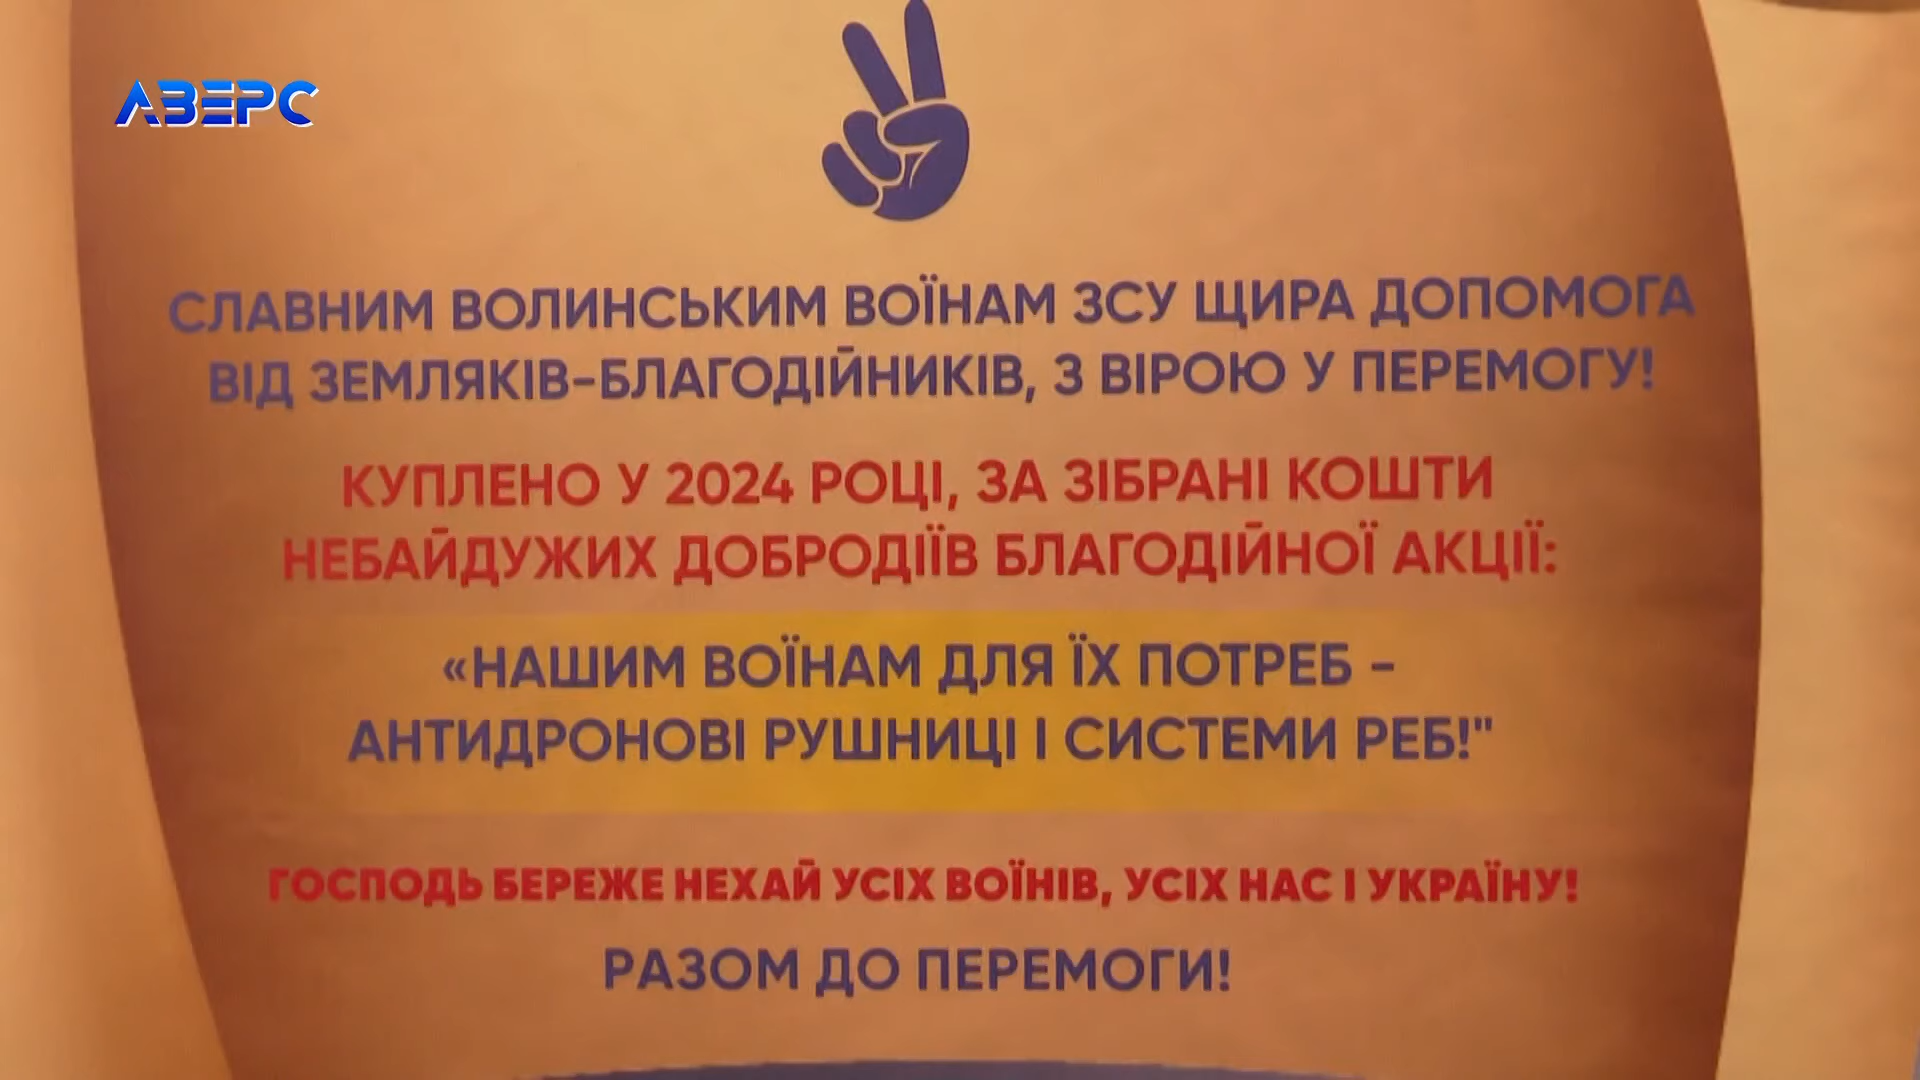 АВЕРС
СЛАВНИМ ВОЛИНСЬКИМ ВОЇНАМ ЗСУ ЩИРА ДОПОМОГА
ВІД ЗЕМЛЯКІВ-БЛАГОДІЙНИКІВ, З ВІРОЮ У ПЕРЕМОГУ!
КУПЛЕНО У 2024 РОЦІ, ЗА ЗІБРАНІ КОШТИ
НЕБАЙДУЖИХ ДОБРОДІЇВ БЛАГОДІЙНОЇ АКЦІЇ:
«НАШИМ ВОЇНАМ ДЛЯ ЇХ ПОТРЕБ -
АНТИДРОНОВІ РУШНИЦІ І СИСТЕМИ РЕБ!"
ГОСПОДЬ БЕРЕЖЕ НЕХАЙ УСІХ ВОЇНІВ, УСІХ НАС І УКРАЇНУ!
РАЗОМ ДО ПЕРЕМОГИ!